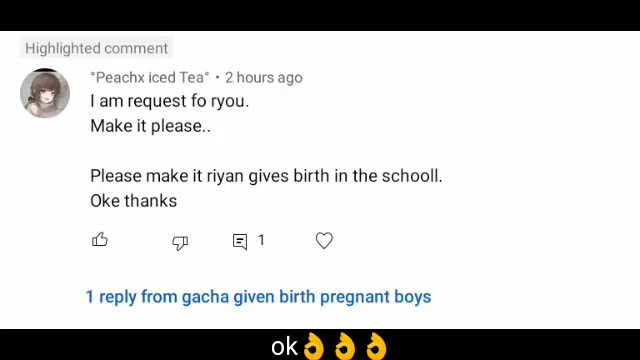 Highlighted comment
°Peachx iced Tea° • 2 hours ago
I am request fo ryou.
Make it please..
Please make it riyan gives birth in the schooll.
Oke thanks
1
1 reply from gacha given birth pregnant boys
ok👌👌👌